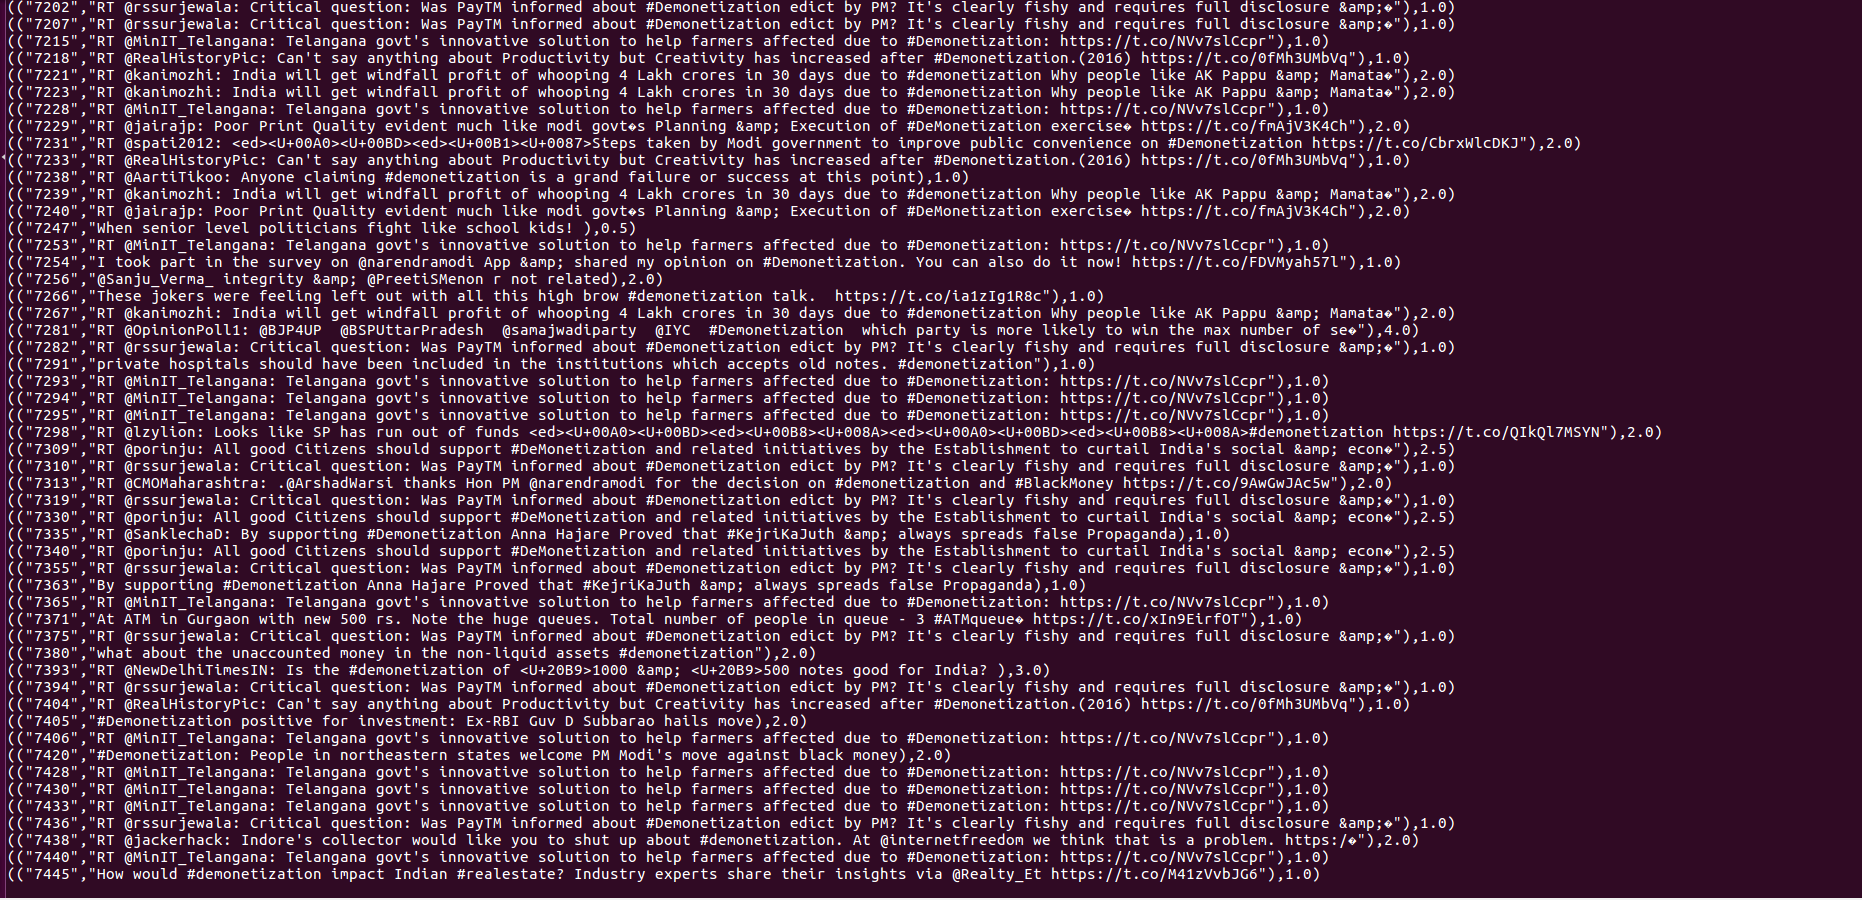 (("7202","RT @rssurjewala: Critical question: Was PayTM informed about #Demonetization edict by PM? It's clearly fishy and requires full disclosure &amp;�"),1.0)
(("7207","RT @rssurjewala: Critical question: Was PayTM informed about #Demonetization edict by PM? It's clearly fishy and requires full disclosure &amp;�"),1.0)
(("7215","RT @MinIT_Telangana: Telangana govt's innovative solution to help farmers affected due to #Demonetization: https://t.co/NVv7slCcpr"),1.0)
(("7218","RT @RealHistoryPic: Can't say anything about Productivity but Creativity has increased after #Demonetization.(2016) https://t.co/0fMh3UMbVq"),1.0)
(("7221","RT @kanimozhi: India will get windfall profit of whooping 4 Lakh crores in 30 days due to #demonetization Why people like AK Pappu &amp; Mamata�"),2.0)
(("7223","RT @kanimozhi: India will get windfall profit of whooping 4 Lakh crores in 30 days due to #demonetization Why people like AK Pappu &amp; Mamata�"),2.0)
(("7228","RT @MinIT_Telangana: Telangana govt's innovative solution to help farmers affected due to #Demonetization: https://t.co/NVv7slCcpr"),1.0)
(("7229","RT @jairajp: Poor Print Quality evident much like modi govt�s Planning &amp; Execution of #DeMonetization exercise� https://t.co/fmAjV3K4Ch"),2.0)
(("7231","RT @spati2012: <ed><U+00A0><U+00BD><ed><U+00B1><U+0087>Steps taken by Modi government to improve public convenience on #Demonetization https://t.co/CbrxWlcDKJ"),2.0)
(("7233","RT @RealHistoryPic: Can't say anything about Productivity but Creativity has increased after #Demonetization.(2016) https://t.co/0fMh3UMbVq"),1.0)
(("7238","RT @AartiTikoo: Anyone claiming #demonetization is a grand failure or success at this point),1.0)
(("7239","RT @kanimozhi: India will get windfall profit of whooping 4 Lakh crores in 30 days due to #demonetization Why people like AK Pappu &amp; Mamata�"),2.0)
(("7240","RT @jairajp: Poor Print Quality evident much like modi govt�s Planning &amp; Execution of #DeMonetization exercise� https://t.co/fmAjV3K4Ch"),2.0)
(("7247","When senior level politicians fight like school kids! ),0.5)
(("7253","RT @MinIT_Telangana: Telangana govt's innovative solution to help farmers affected due to #Demonetization: https://t.co/NVv7slCcpr"),1.0)
(("7254","I took part in the survey on @narendramodi App &amp; shared my opinion on #Demonetization. You can also do it now! https://t.co/FDVMyah57l"),1.0)
(("7256","@Sanju_Verma_ integrity &amp; @PreetiSMenon r not related),2.0)
(("7266","These jokers were feeling left out with all this high brow #demonetization talk.  https://t.co/ia1zIg1R8c"),1.0)
(("7267","RT @kanimozhi: India will get windfall profit of whooping 4 Lakh crores in 30 days due to #demonetization Why people like AK Pappu &amp; Mamata�"),2.0)
(("7281","RT @OpinionPoll1: @BJP4UP  @BSPUttarPradesh  @samajwadiparty  @IYC  #Demonetization  which party is more likely to win the max number of se�"),4.0)
(("7282","RT @rssurjewala: Critical question: Was PayTM informed about #Demonetization edict by PM? It's clearly fishy and requires full disclosure &amp;�"),1.0)
(("7291","private hospitals should have been included in the institutions which accepts old notes. #demonetization"),1.0)
(("7293","RT @MinIT_Telangana: Telangana govt's innovative solution to help farmers affected due to #Demonetization: https://t.co/NVv7slCcpr"),1.0)
(("7294","RT @MinIT_Telangana: Telangana govt's innovative solution to help farmers affected due to #Demonetization: https://t.co/NVv7slCcpr"),1.0)
(("7295","RT @MinIT_Telangana: Telangana govt's innovative solution to help farmers affected due to #Demonetization: https://t.co/NVv7slCcpr"),1.0)
(("7298","RT @lzylion: Looks like SP has run out of funds <ed><U+00A0><U+00BD><ed><U+00B8><U+008A><ed><U+00A0><U+00BD><ed><U+00B8><U+008A>#demonetization https://t.co/QIkQl7MSYN"),2.0)
(("7309","RT @porinju: All good Citizens should support #DeMonetization and related initiatives by the Establishment to curtail India's social &amp; econ�"),2.5)
(("7310","RT @rssurjewala: Critical question: Was PayTM informed about #Demonetization edict by PM? It's clearly fishy and requires full disclosure &amp;�"),1.0)
(("7313","RT @CMOMaharashtra: .@ArshadWarsi thanks Hon PM @narendramodi for the decision on #demonetization and #BlackMoney https://t.co/9AwGwJAc5w"),2.0)
(("7319","RT @rssurjewala: Critical question: Was PayTM informed about #Demonetization edict by PM? It's clearly fishy and requires full disclosure &amp;�"),1.0)
(("7330","RT @porinju: All good Citizens should support #DeMonetization and related initiatives by the Establishment to curtail India's social &amp; econ�"),2.5)
(("7335","RT @SanklechaD: By supporting #Demonetization Anna Hajare Proved that #KejriKaJuth &amp; always spreads false Propaganda),1.0)
(("7340","RT @porinju: All good Citizens should support #DeMonetization and related initiatives by the Establishment to curtail India's social &amp; econ�"),2.5)
(("7355","RT @rssurjewala: Critical question: Was PayTM informed about #Demonetization edict by PM? It's clearly fishy and requires full disclosure &amp;�"),1.0)
(("7363","By supporting #Demonetization Anna Hajare Proved that #KejriKaJuth &amp; always spreads false Propaganda),1.0)
(("7365","RT @MinIT_Telangana: Telangana govt's innovative solution to help farmers affected due to #Demonetization: https://t.co/NVv7slCcpr"),1.0)
(("7371","At ATM in Gurgaon with new 500 rs. Note the huge queues. Total number of people in queue - 3 #ATMqueue� https://t.co/xIn9EirfOT"),1.0)
(("7375","RT @rssurjewala: Critical question: Was PayTM informed about #Demonetization edict by PM? It's clearly fishy and requires full disclosure &amp;�"),1.0)
(("7380","what about the unaccounted money in the non-liquid assets #demonetization"),2.0)
(("7393","RT @NewDelhiTimesIN: Is the #demonetization of <U+20B9>1000 &amp; <U+20B9>500 notes good for India? ),3.0)
(("7394","RT @rssurjewala: Critical question: Was PayTM informed about #Demonetization edict by PM? It's clearly fishy and requires full disclosure &amp;�"),1.0)
(("7404","RT @RealHistoryPic: Can't say anything about Productivity but Creativity has increased after #Demonetization.(2016) https://t.co/0fMh3UMbVq"),1.0)
(("7405","#Demonetization positive for investment: Ex-RBI Guv D Subbarao hails move),2.0)
(("7406","RT @MinIT_Telangana: Telangana govt's innovative solution to help farmers affected due to #Demonetization: https://t.co/NVv7slCcpr"),1.0)
(("7420","#Demonetization: People in northeastern states welcome PM Modi's move against black money),2.0)
(("7428","RT @MinIT_Telangana: Telangana govt's innovative solution to help farmers affected due to #Demonetization: https://t.co/NVv7slCcpr"),1.0)
(("7430","RT @MinIT_Telangana: Telangana govt's innovative solution to help farmers affected due to #Demonetization: https://t.co/NVv7slCcpr"),1.0)
(("7433","RT @MinIT_Telangana: Telangana govt's innovative solution to help farmers affected due to #Demonetization: https://t.co/NVv7slCcpr"),1.0)
(("7436","RT @rssurjewala: Critical question: Was PayTM informed about #Demonetization edict by PM? It's clearly fishy and requires full disclosure &amp;�"),1.0)
(("7438","RT @jackerhack: Indore's collector would like you to shut up about #demonetization. At @internetfreedom we think that is a problem. https:/�"),2.0)
(("7440","RT @MinIT_Telangana: Telangana govt's innovative solution to help farmers affected due to #Demonetization: https://t.co/NVv7slCcpr"),1.0)
(("7445","How would #demonetization impact Indian #realestate? Industry experts share their insights via @Realty_Et https://t.co/M41zVvbJG6"),1.0)